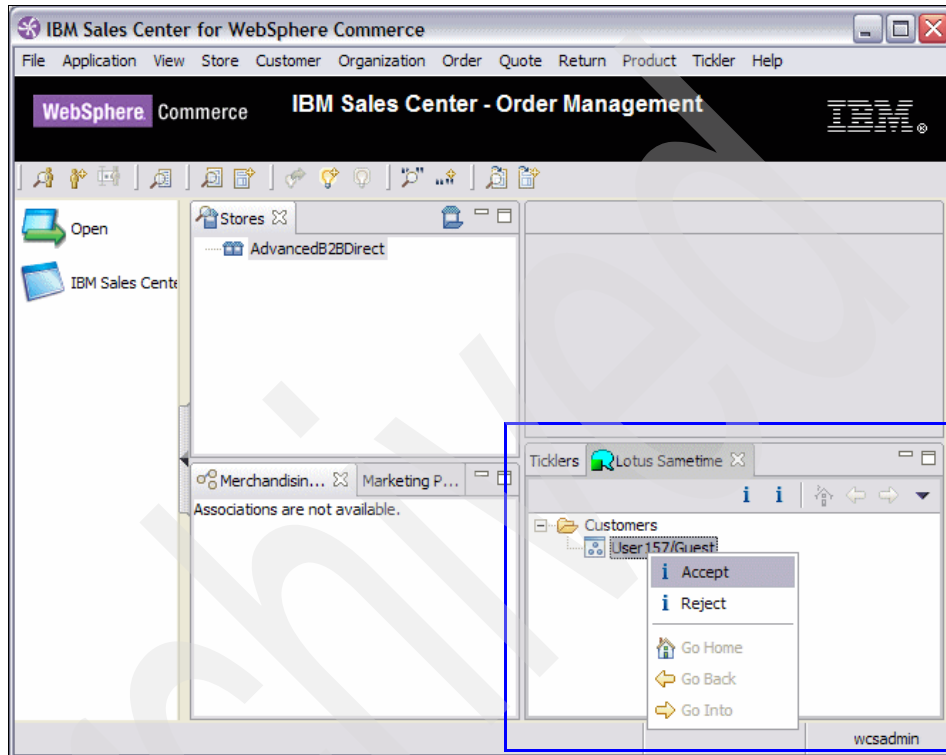 IBM Sales Center for WebSphere Commerce
File Application View Store Customer Organization Order Quote Return Product Tickler Help
WebSphere. Commerce IBM Sales Center - Order Management IBM®
Open
IBM Sales Cente
Stores
AdvancedB2BDirect
Merchandisin... Marketing P...
Associations are not available.
Ticklers Lotus Sametime
Customers
User157/Guest
Accept
Reject
Go Home
Go Back
Go Into
wcsadmin